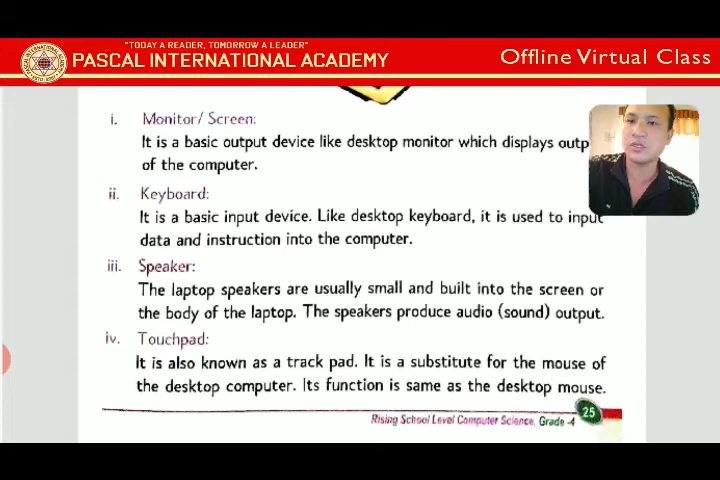 "TODAY A READER, TOMORROW A LEADER"
PASCAL INTERNATIONAL ACADEMY
Offline Virtual Class
i. Monitor/ Screen:
It is a basic output device like desktop monitor which displays outp
of the computer.
ii. Keyboard:
It is a basic input device. Like desktop keyboard, it is used to input
data and instruction into the computer.
iii. Speaker:
The laptop speakers are usually small and built into the screen or
the body of the laptop. The speakers produce audio (sound) output.
iv. Touchpad:
It is also known as a track pad. It is a substitute for the mouse of
the desktop computer. Its function is same as the desktop mouse.
25
Rising School Level Computer Science, Grade -4